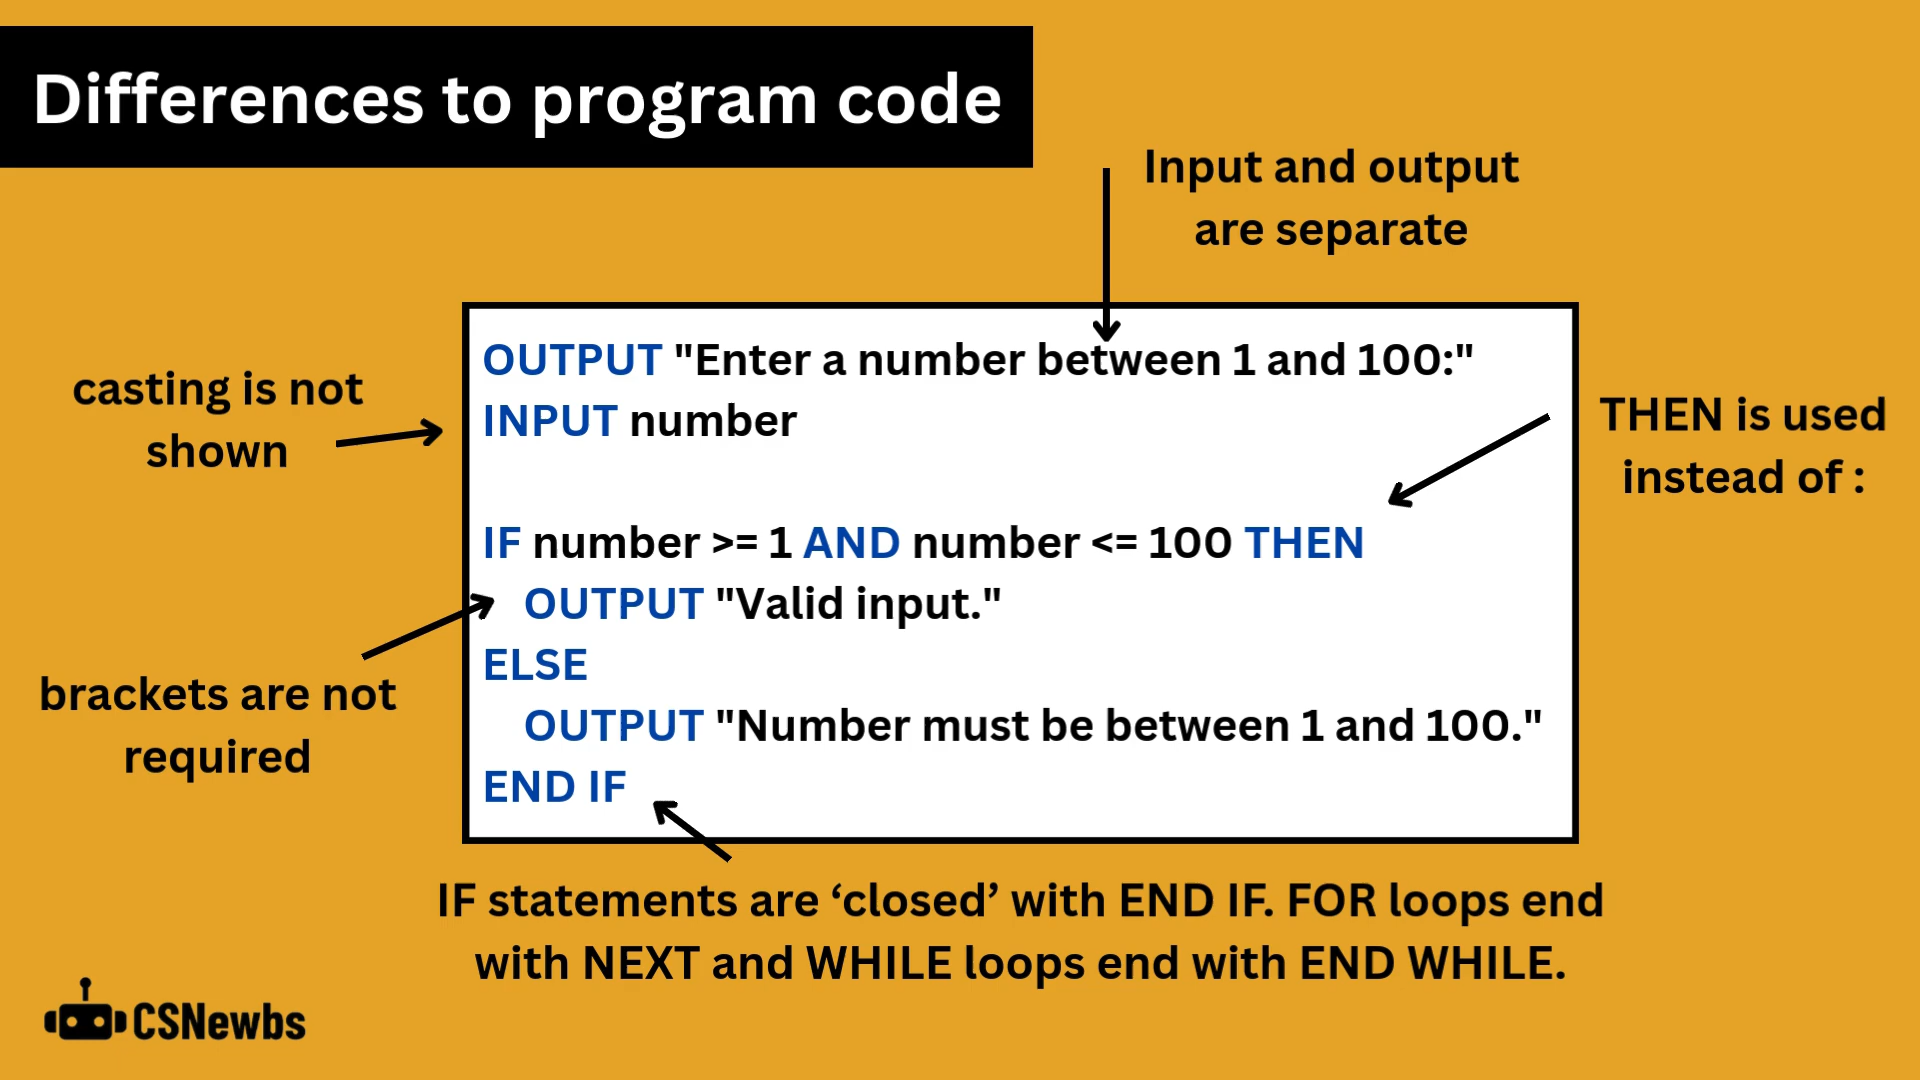 Differences to program code
Input and output
are separate
casting is not
shown
OUTPUT "Enter a number between 1 and 100:"
INPUT number
THEN is used
instead of :
IF number >= 1 AND number <= 100 THEN
OUTPUT "Valid input."
ELSE
OUTPUT "Number must be between 1 and 100."
END IF
brackets are not
required
IF statements are ‘closed’ with END IF. FOR loops end
with NEXT and WHILE loops end with END WHILE.
CSNewbs